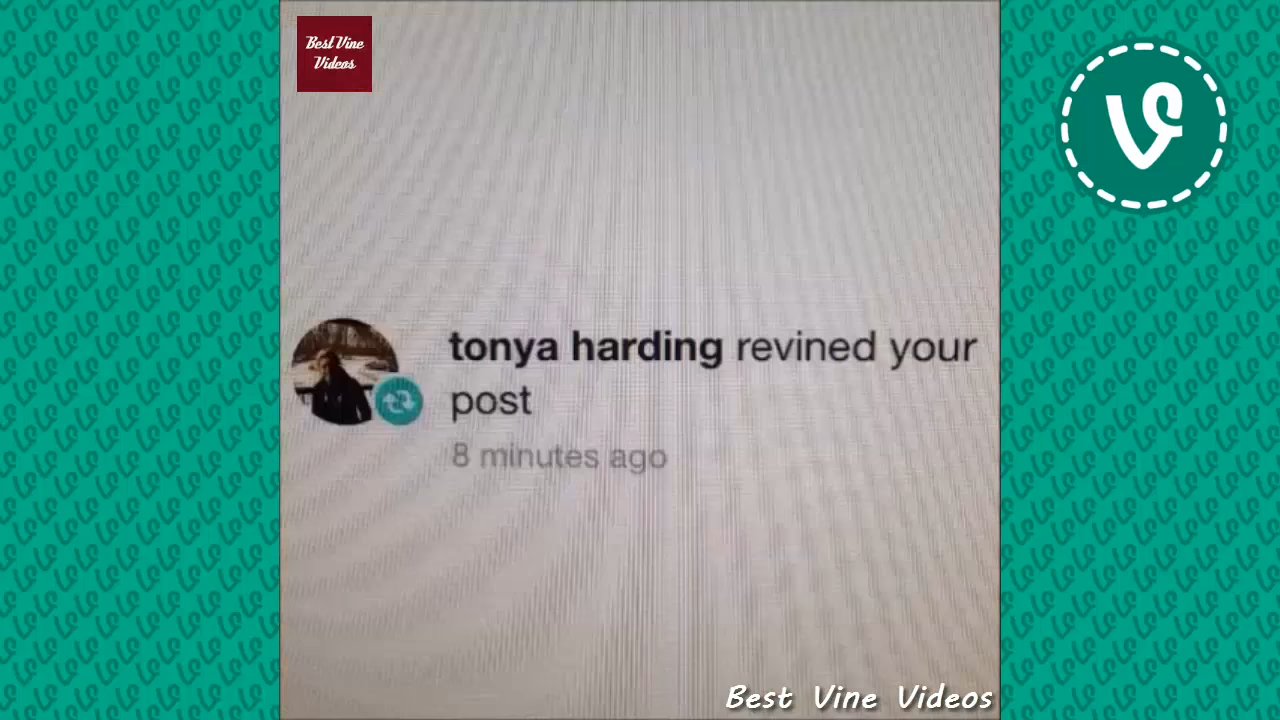 Best Vine
Videos
tonya harding revined your
post
8 minutes ago
Best Vine Videos